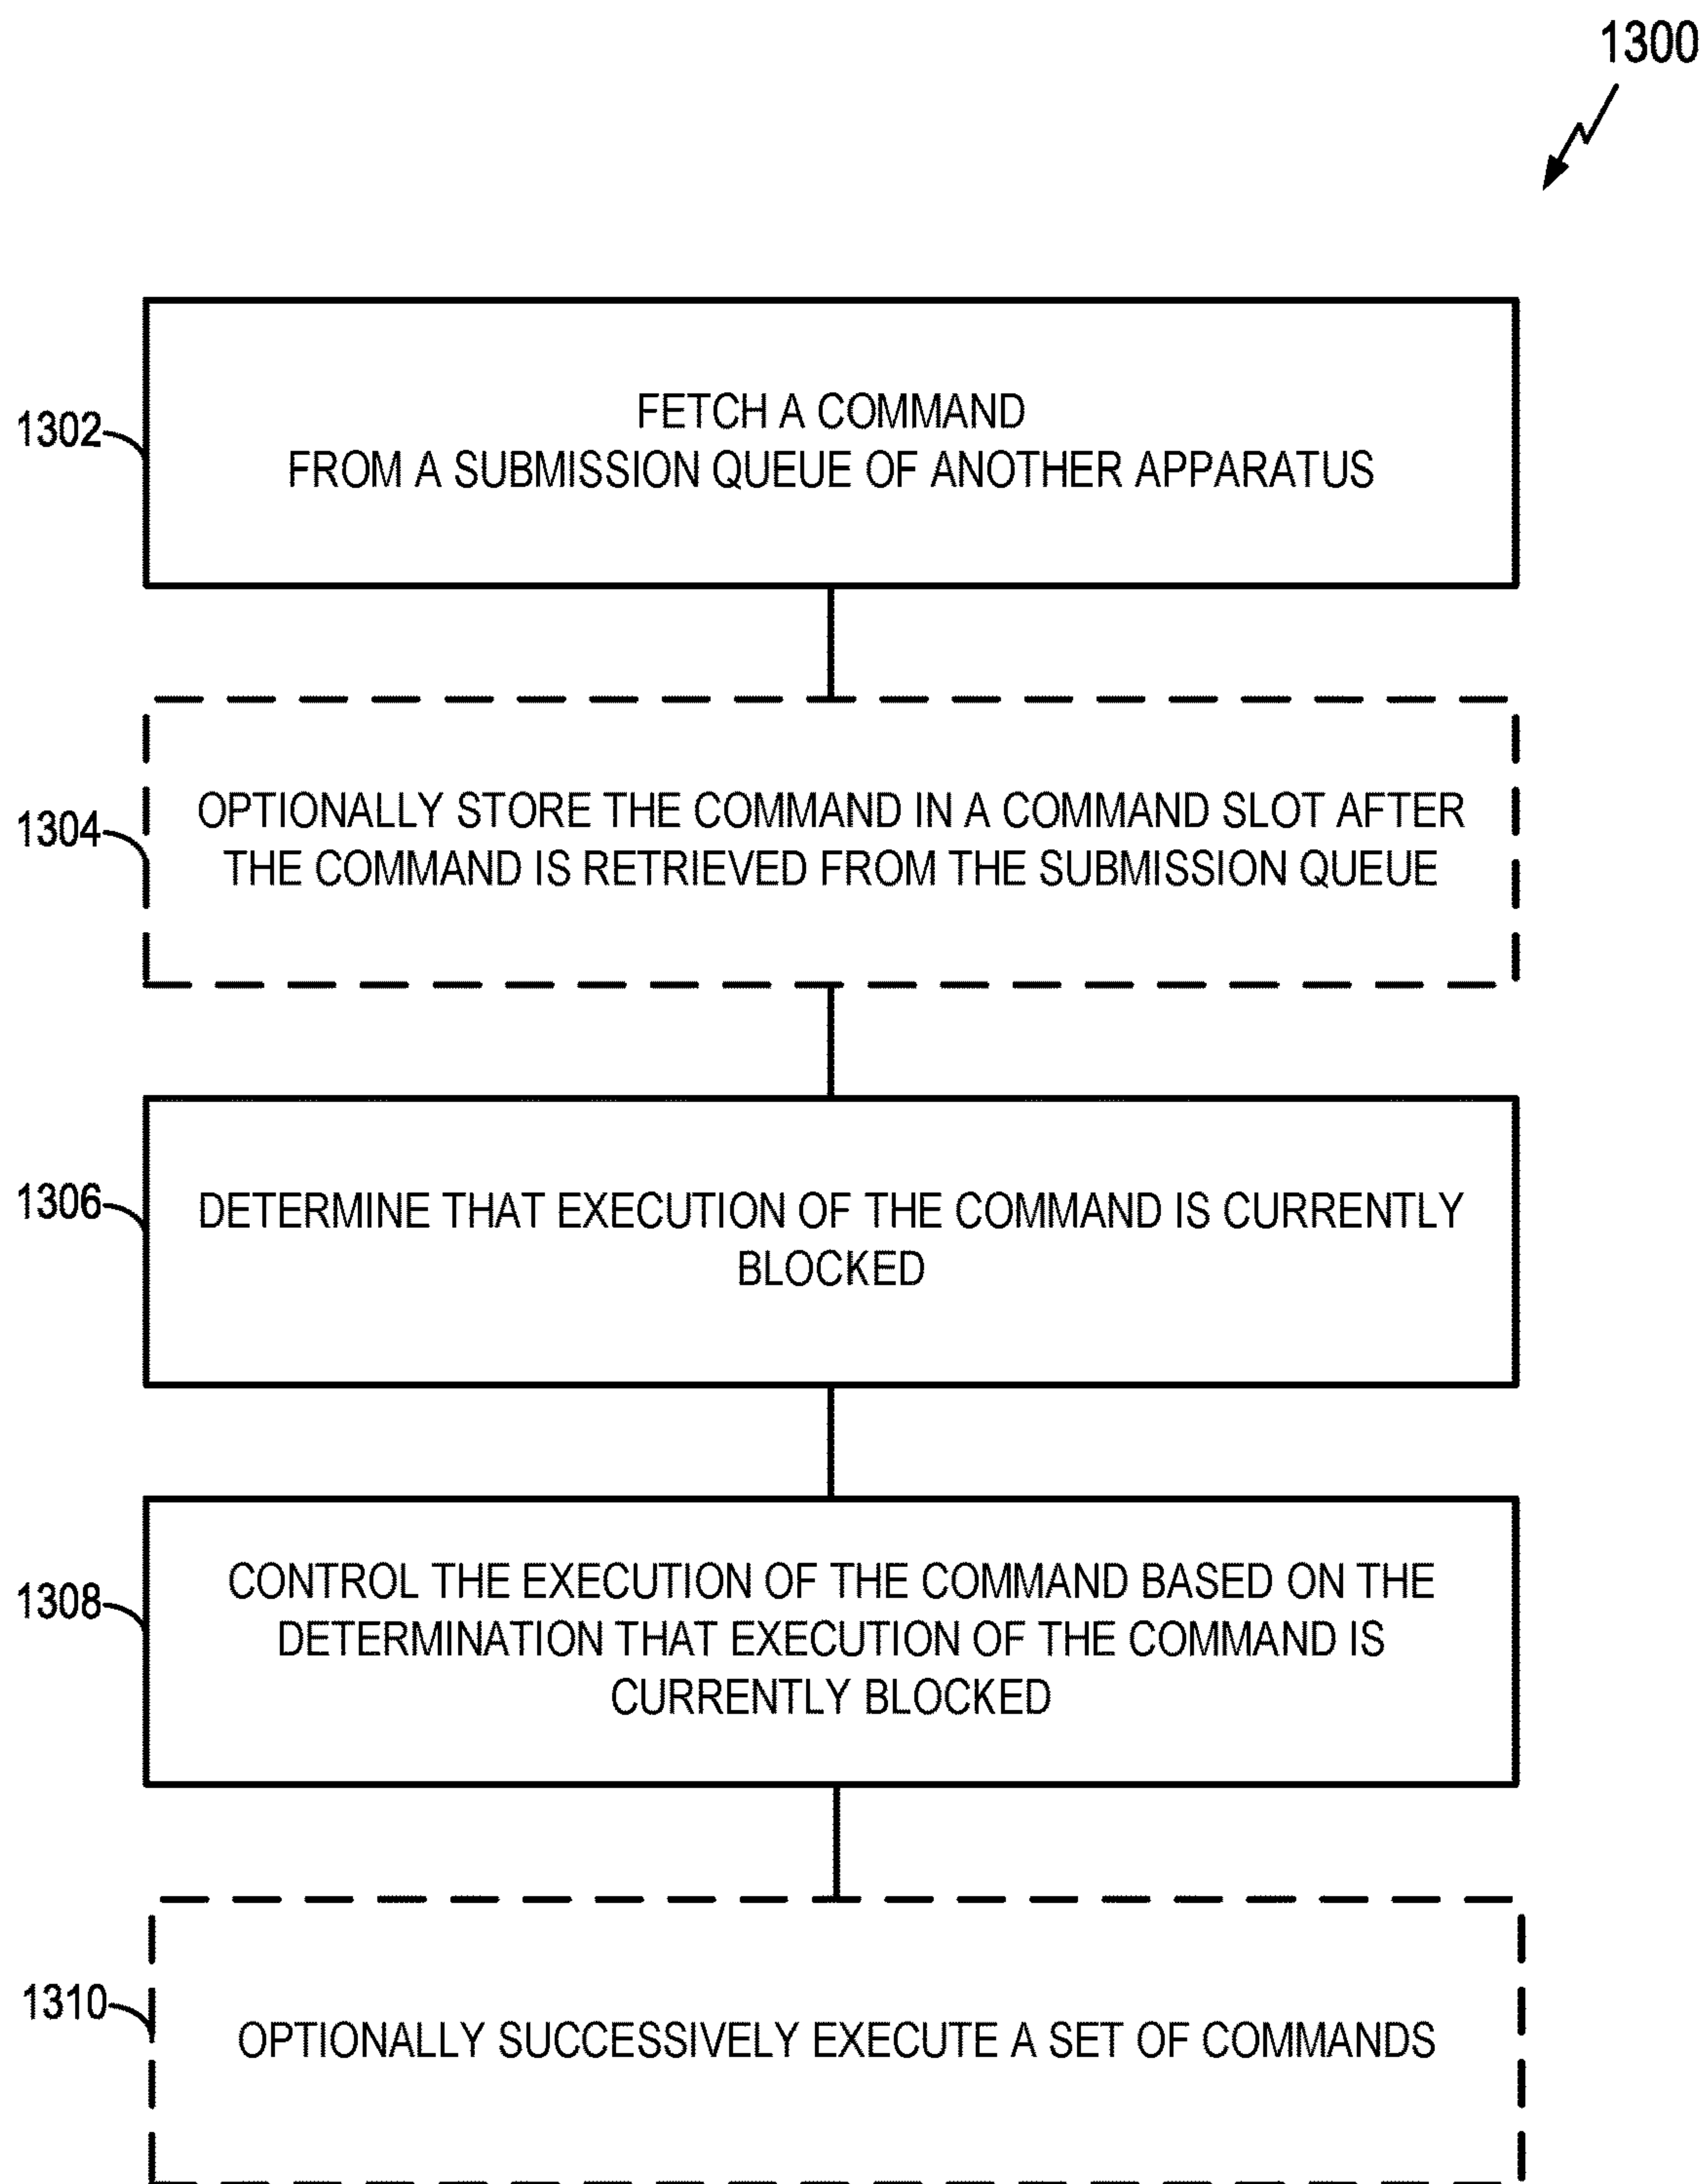 1300
1302
FETCH A COMMAND
FROM A SUBMISSION QUEUE OF ANOTHER APPARATUS
1304
OPTIONALLY STORE THE COMMAND IN A COMMAND SLOT AFTER
THE COMMAND IS RETRIEVED FROM THE SUBMISSION QUEUE
1306
DETERMINE THAT EXECUTION OF THE COMMAND IS CURRENTLY
BLOCKED
1308
CONTROL THE EXECUTION OF THE COMMAND BASED ON THE
DETERMINATION THAT EXECUTION OF THE COMMAND IS
CURRENTLY BLOCKED
1310
OPTIONALLY SUCCESSIVELY EXECUTE A SET OF COMMANDS